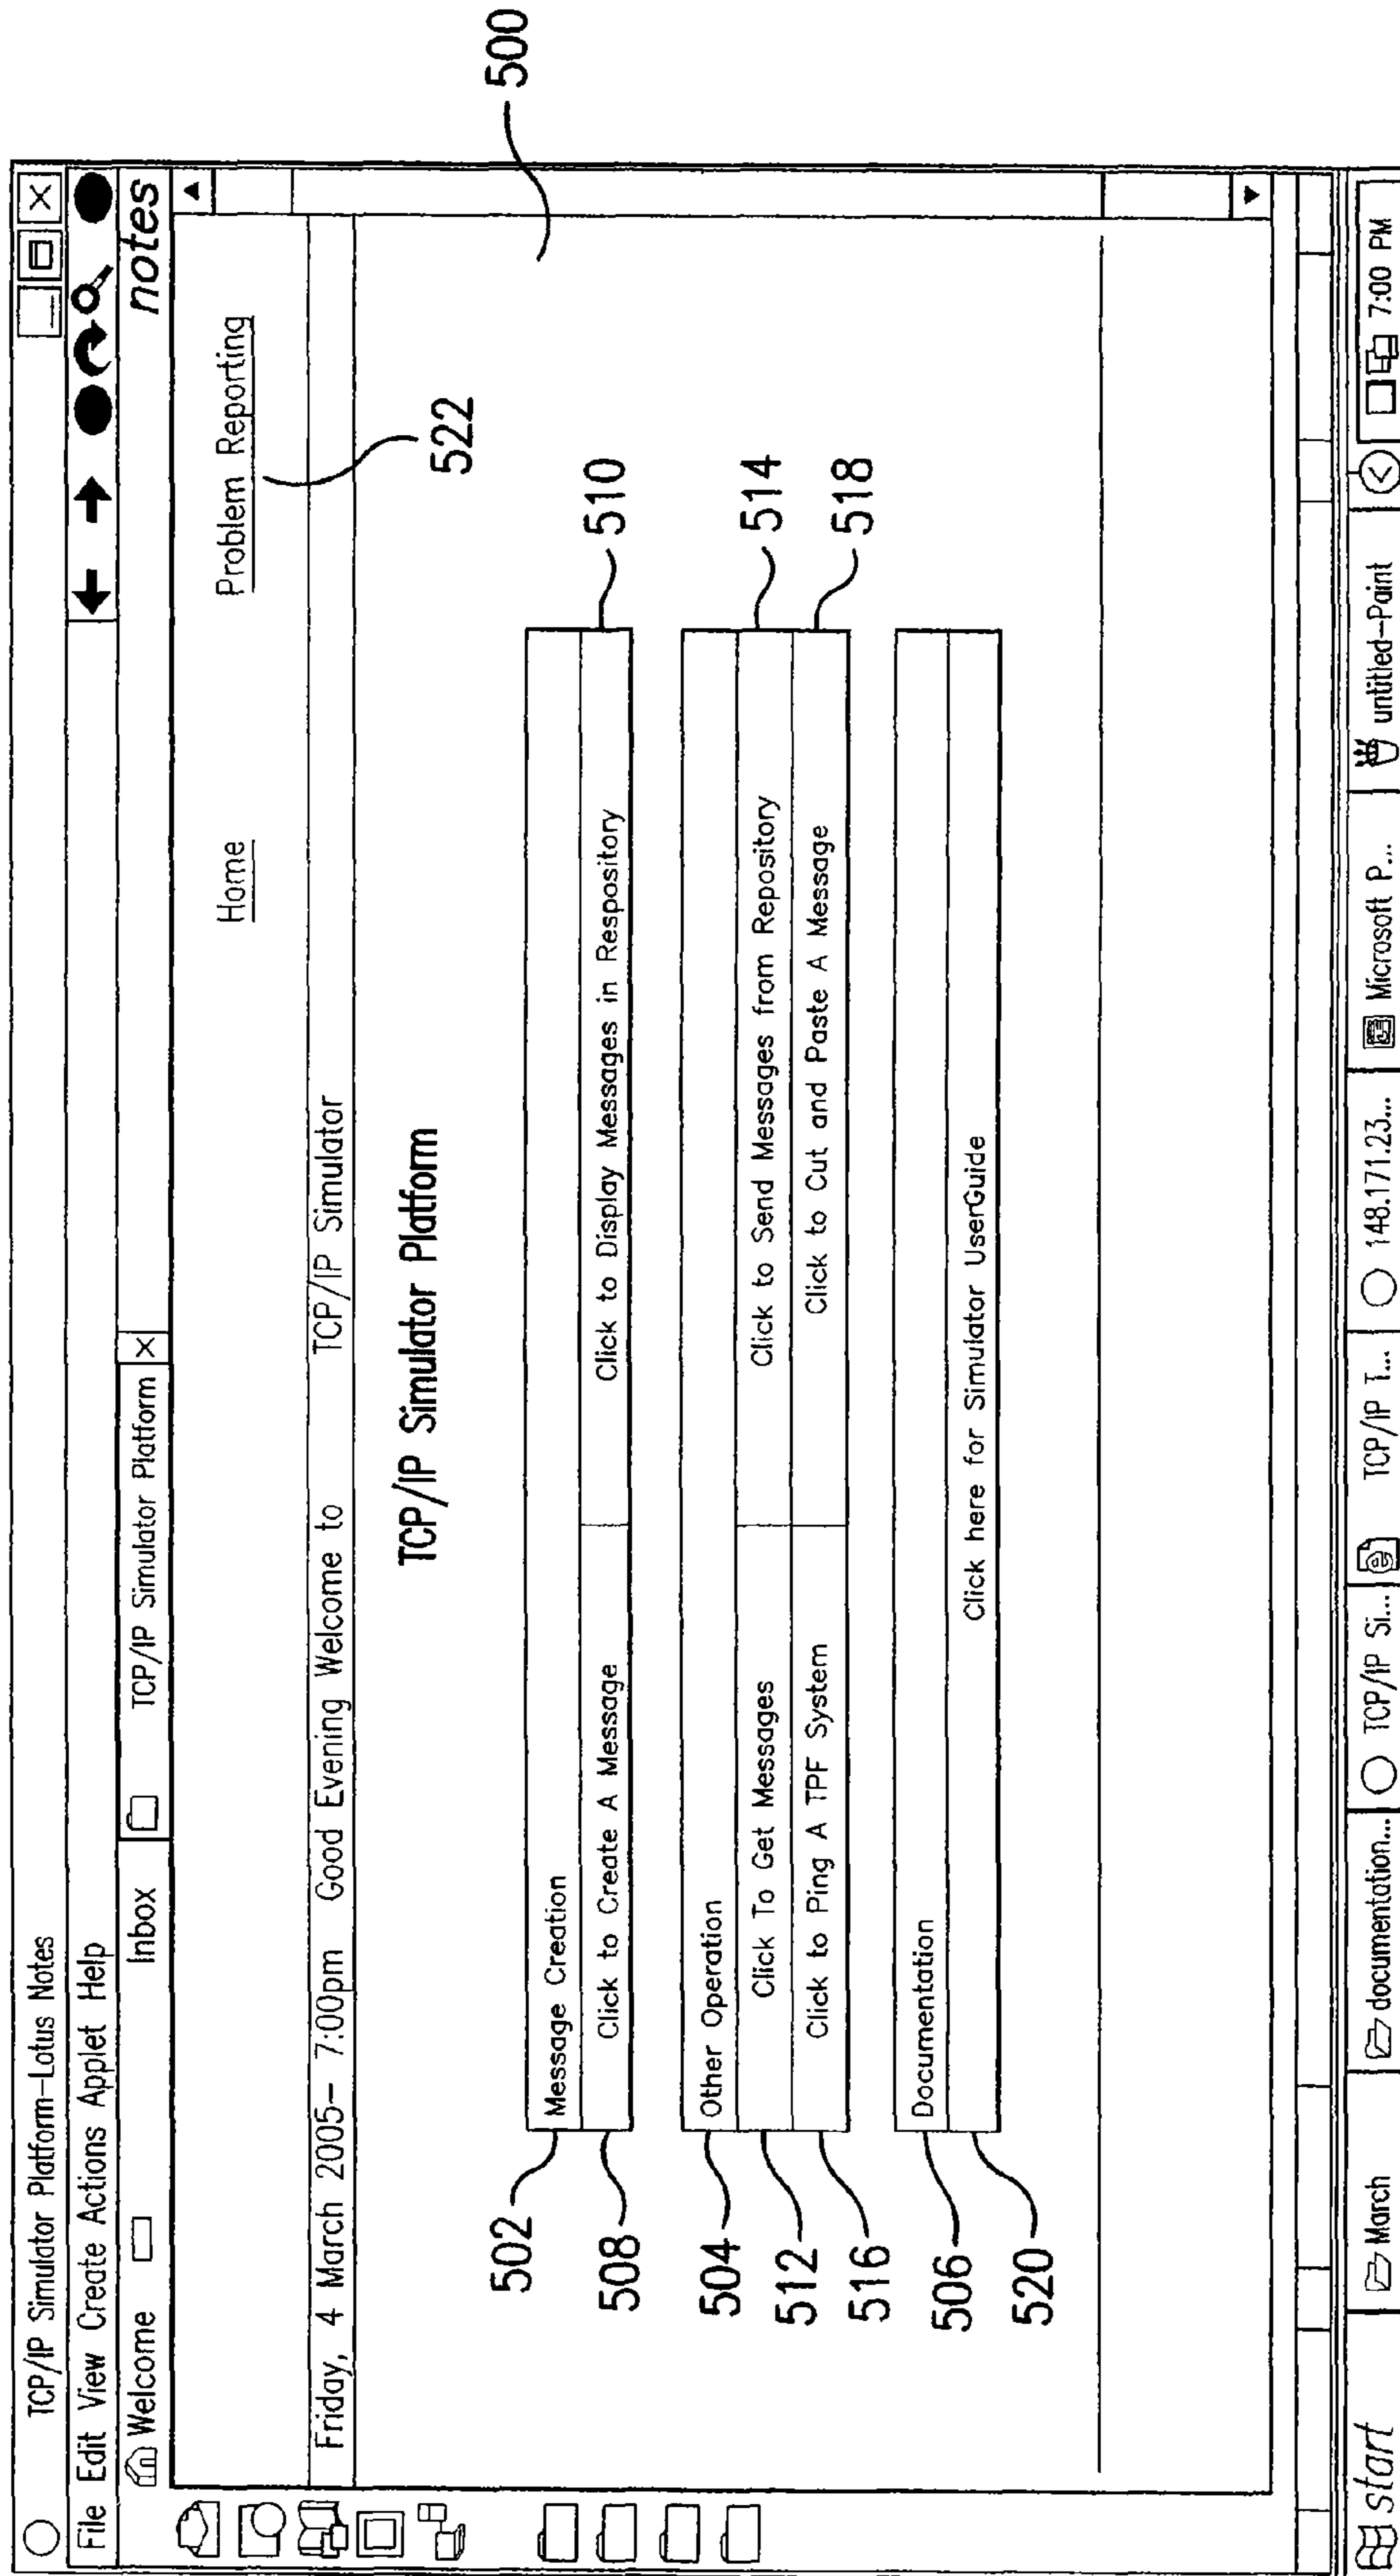 TCP/IP Simulator Platform-Lotus Notes
File Edit View Create Actions Applet Help
Welcome Inbox TCP/IP Simulator Platform notes
Home Problem Reporting
522
500
Friday, 4 March 2005- 7:00pm Good Evening Welcome to TCP/IP Simulator
TCP/IP Simulator Platform
502 Message Creation
508 Click to Create A Message Click to Display Messages in Respository 510
504 Other Operation
512 Click To Get Messages Click to Send Messages from Repository 514
516 Click to Ping A TPF System Click to Cut and Paste A Message 518
506 Documentation
520 Click here for Simulator UserGuide
start March documentation... TCP/IP Si... TCP/IP T... 148.171.23... Microsoft P... untitled-Paint 7:00 PM